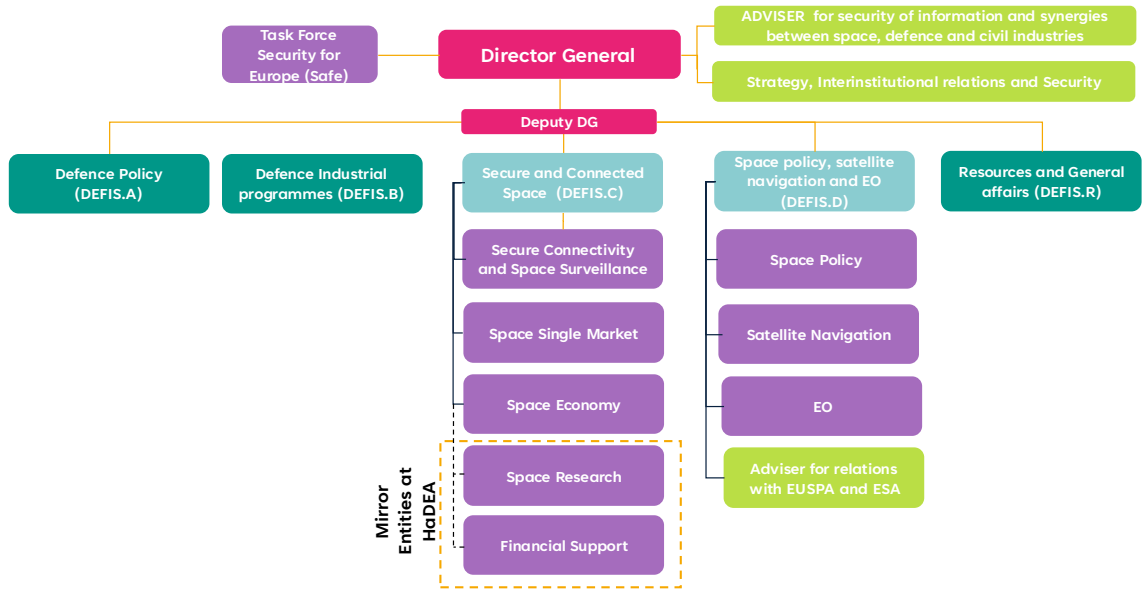 Task Force
Security for
Europe (Safe)
Director General
ADVISER for security of information and synergies
between space, defence and civil industries
Strategy, Interinstitutional relations and Security
Deputy DG
Defence Policy
(DEFIS.A)
Defence Industrial
programmes (DEFIS.B)
Secure and Connected
Space (DEFIS.C)
Space policy, satellite
navigation and EO
(DEFIS.D)
Resources and General
affairs (DEFIS.R)
Secure Connectivity
and Space Surveillance
Space Single Market
Space Economy
Mirror
Entities at
HaDEA
Space Research
Financial Support
Space Policy
Satellite Navigation
EO
Adviser for relations
with EUSPA and ESA